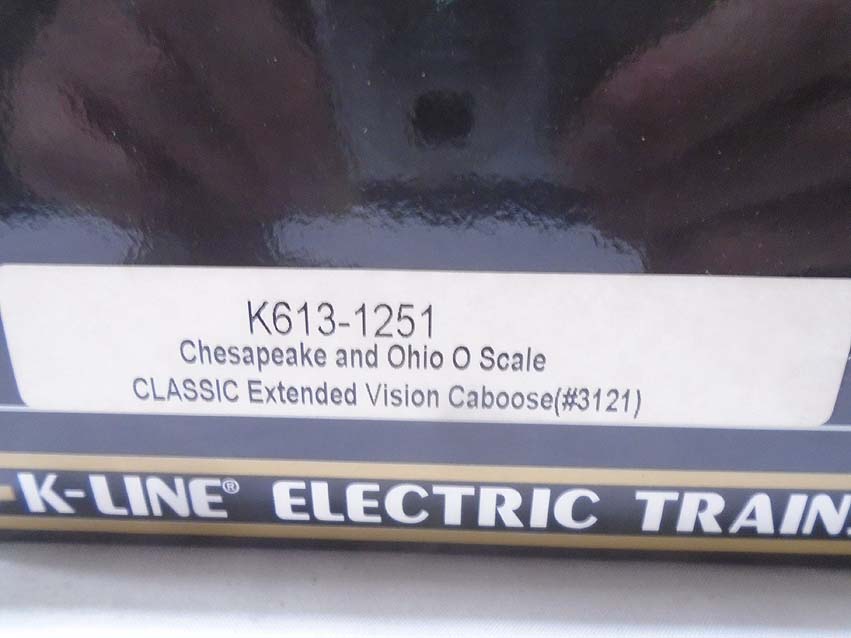 K613-1251
Chesapeake and Ohio O Scale
CLASSIC Extended Vision Caboose(#3121)
K-LINE® ELECTRIC TRAIN